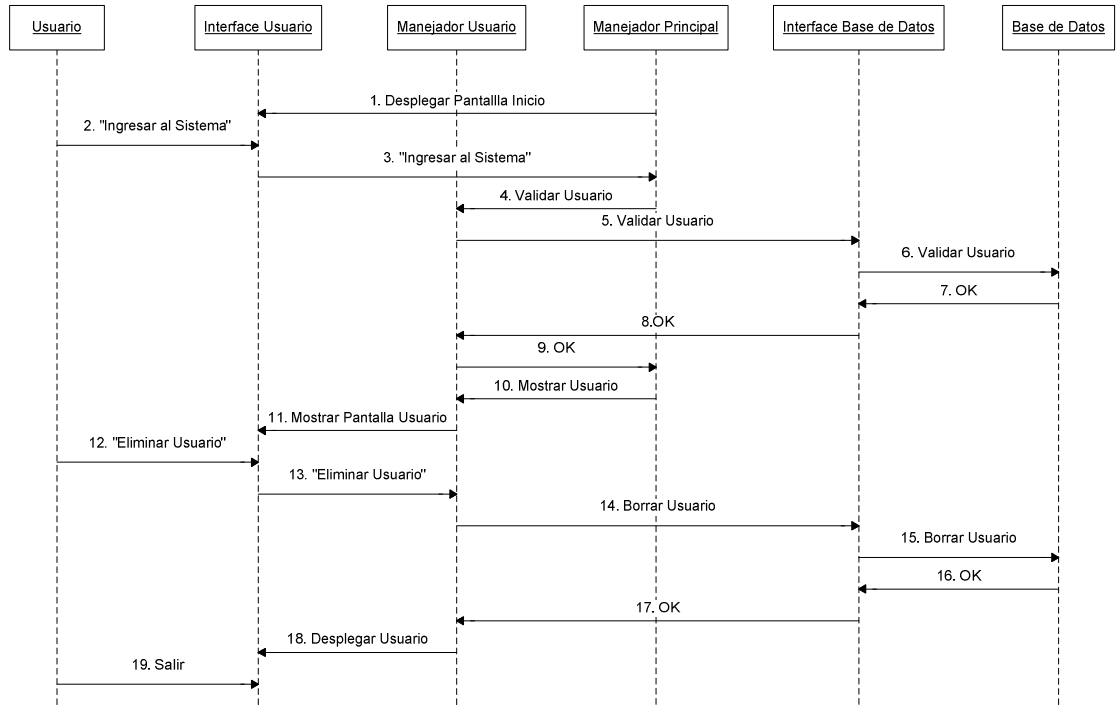 Usuario
Interface Usuario
Manejador Usuario
Manejador Principal
Interface Base de Datos
Base de Datos
1. Desplegar Pantallla Inicio
2. "Ingresar al Sistema"
3. "Ingresar al Sistema"
4. Validar Usuario
5. Validar Usuario
6. Validar Usuario
7. OK
8.OK
9. OK
10. Mostrar Usuario
11. Mostrar Pantalla Usuario
12. "Eliminar Usuario"
13. "Eliminar Usuario"
14. Borrar Usuario
15. Borrar Usuario
16. OK
17. OK
18. Desplegar Usuario
19. Salir